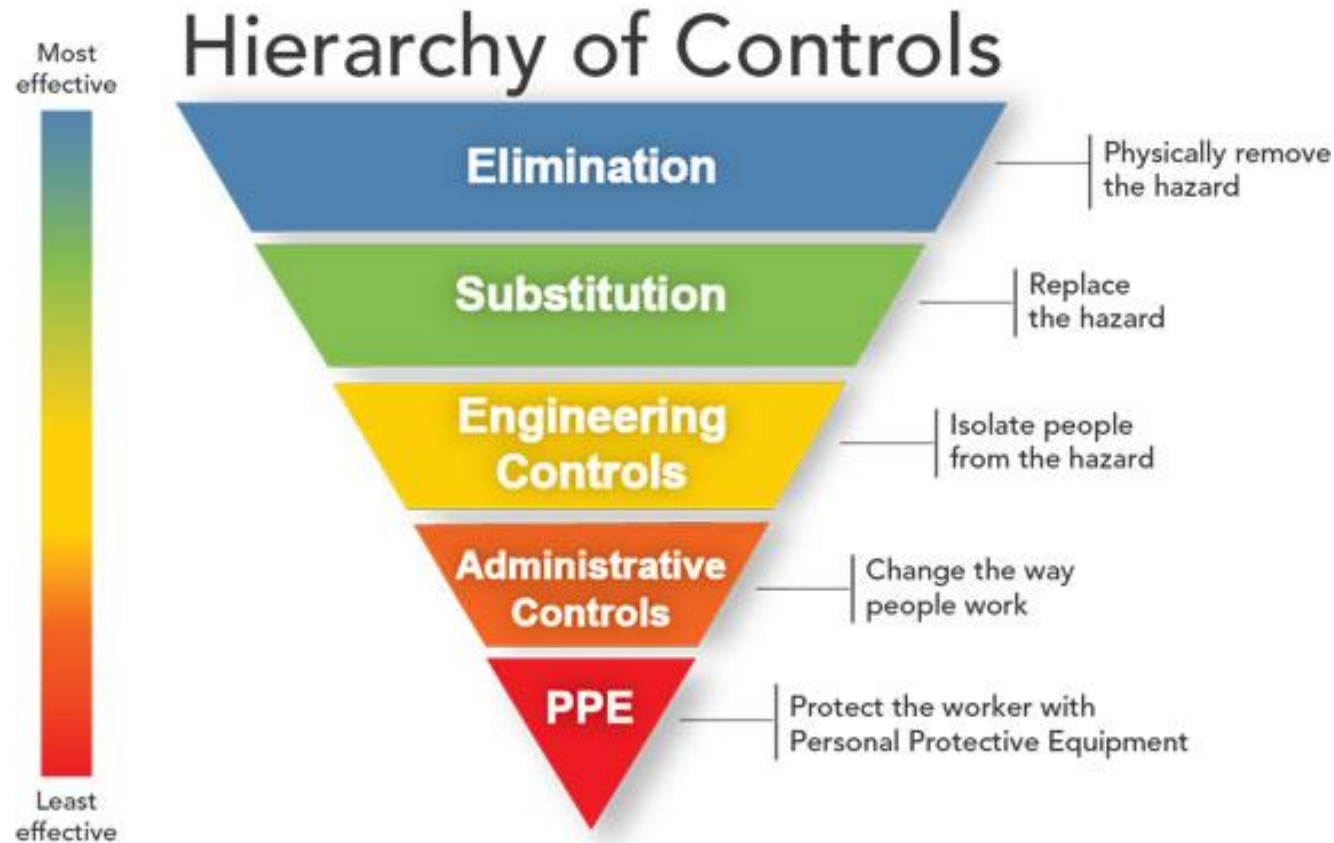 Hierarchy of Controls
Most
effective
Elimination
Physically remove
the hazard
Substitution
Replace
the hazard
Engineering
Controls
Isolate people
from the hazard
Administrative
Controls
Change the way
people work
PPE
Protect the worker with
Personal Protective Equipment
Least
effective